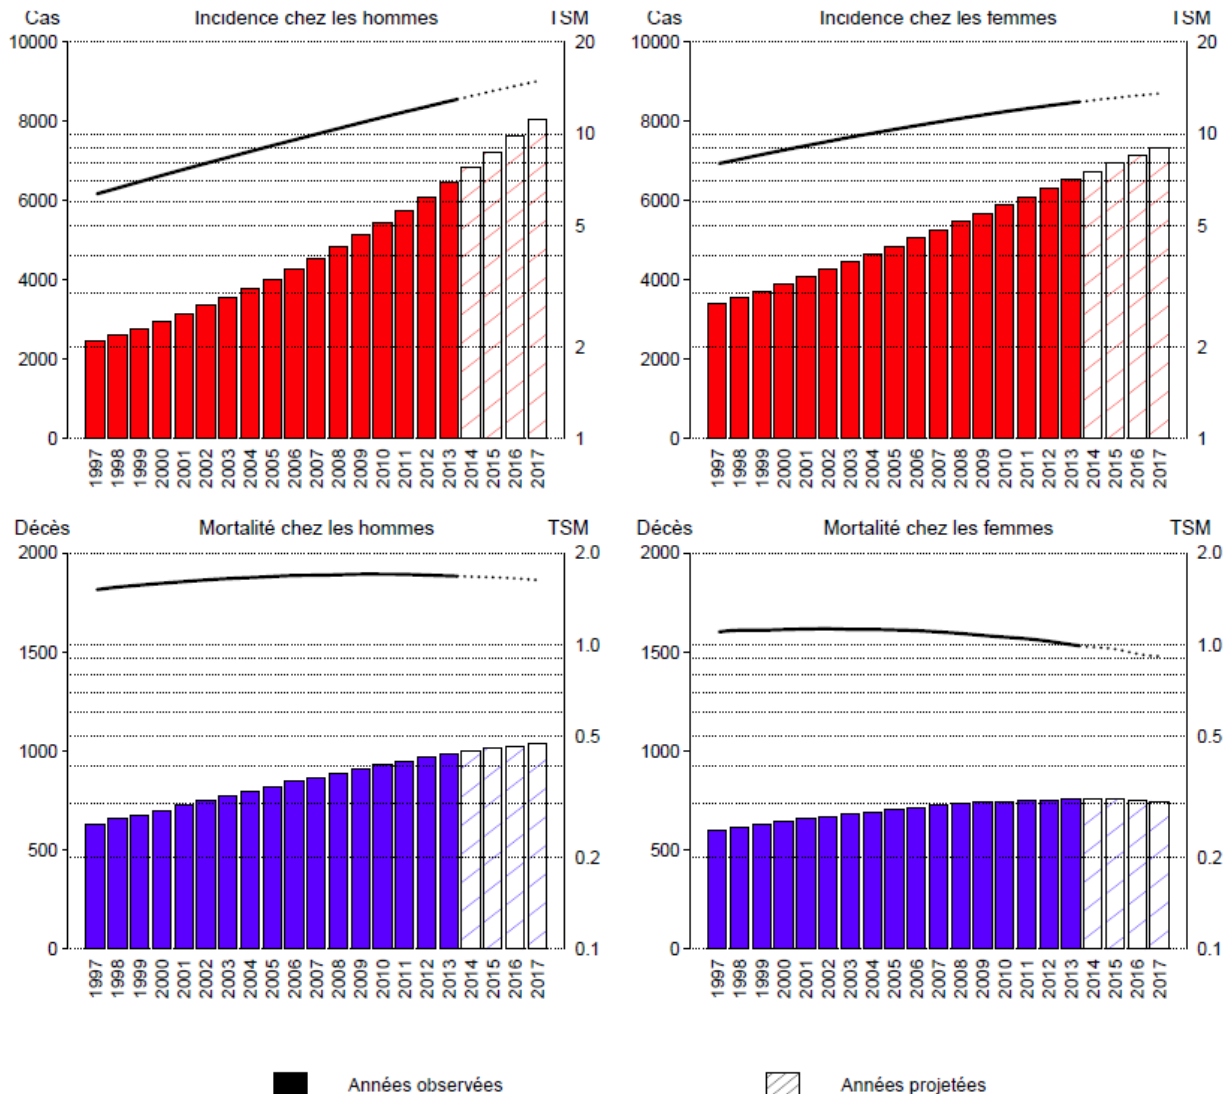 Cas Incidence chez les hommes TSM
10000 20
8000 10
6000 5
4000
2000 2
0 1
1997 1998 1999 2000 2001 2002 2003 2004 2005 2006 2007 2008 2009 2010 2011 2012 2013 2014 2015 2016 2017
Cas Incidence chez les femmes TSM
10000 20
8000 10
6000 5
4000
2000 2
0 1
1997 1998 1999 2000 2001 2002 2003 2004 2005 2006 2007 2008 2009 2010 2011 2012 2013 2014 2015 2016 2017
Décès Mortalité chez les hommes TSM
2000 2.0
1500 1.0
1000 0.5
500 0.2
0 0.1
1997 1998 1999 2000 2001 2002 2003 2004 2005 2006 2007 2008 2009 2010 2011 2012 2013 2014 2015 2016 2017
Décès Mortalité chez les femmes TSM
2000 2.0
1500 1.0
1000 0.5
500 0.2
0 0.1
1997 1998 1999 2000 2001 2002 2003 2004 2005 2006 2007 2008 2009 2010 2011 2012 2013 2014 2015 2016 2017
Années observées Années projetées